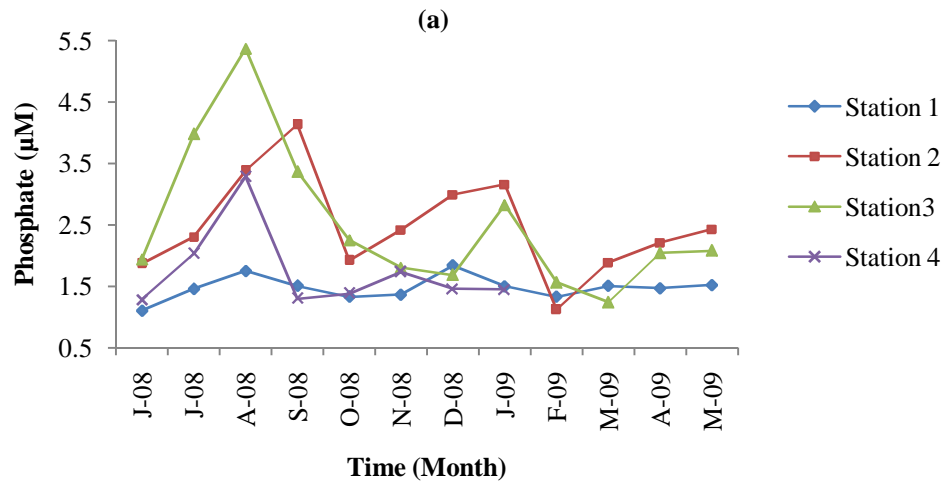 (a)
5.5
4.5
3.5
2.5
1.5
0.5
Phosphate (µM)
J-08
J-08
A-08
S-08
O-08
N-08
D-08
J-09
F-09
M-09
A-09
M-09
Time (Month)
Station 1
Station 2
Station3
Station 4